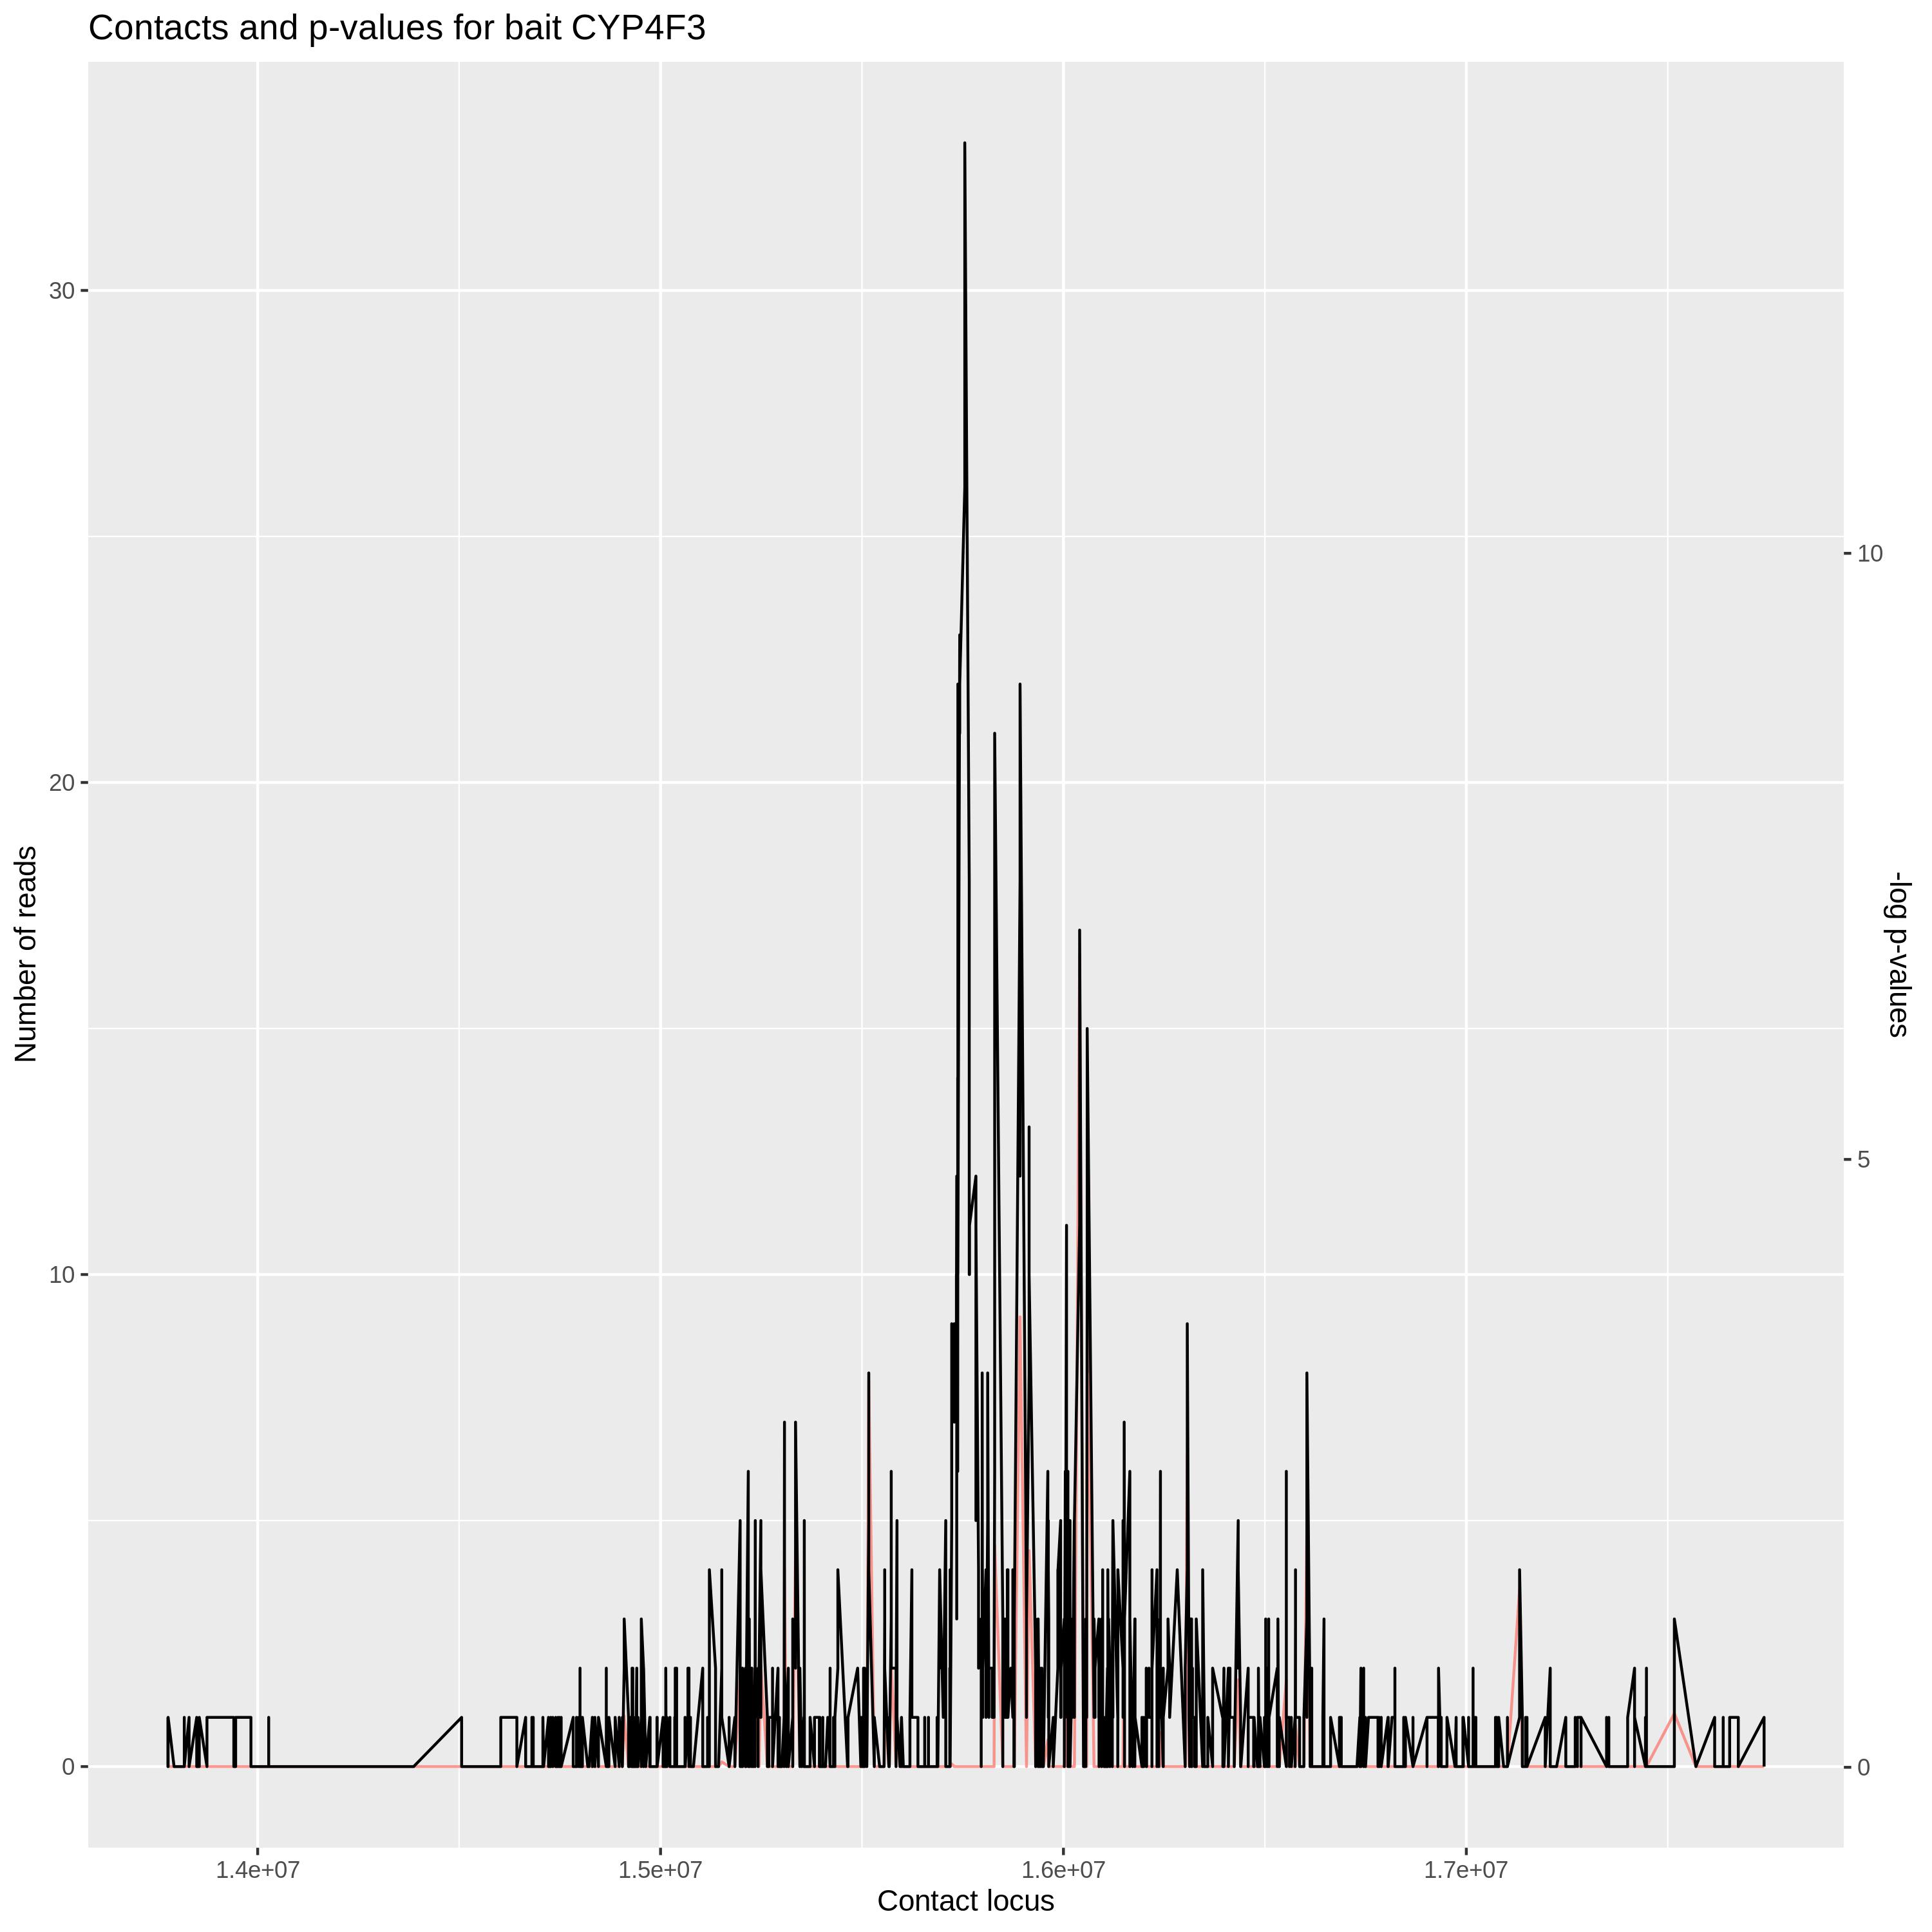 Contacts and p-values for bait CYP4F3
30
20
10
0
Number of reads
10
5
0
-log p-values
1.4e+07
1.5e+07
1.6e+07
1.7e+07
Contact locus